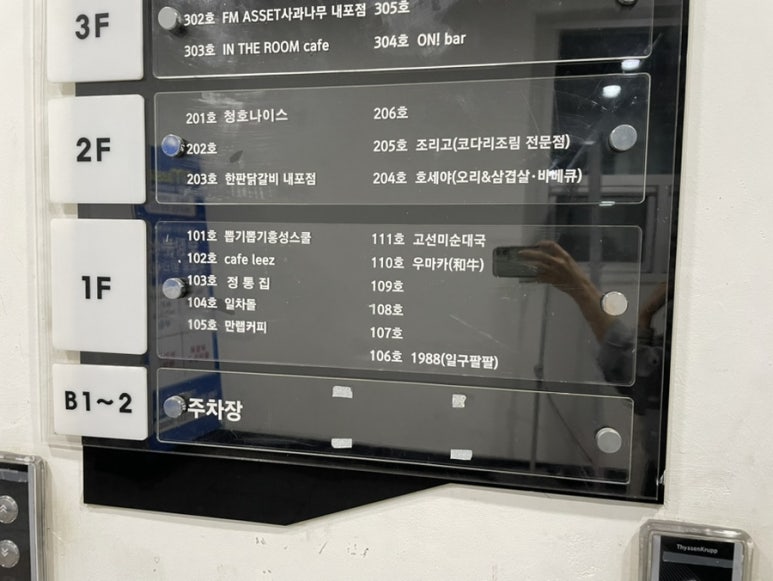 3F
302호 FM ASSET사과나무 내포점 305호
303호 IN THE ROOM cafe 304호 ON! bar
2F
201호 청호나이스 206호
202호 205호 조리고(코다리조림 전문점)
203호 한판닭갈비 내포점 204호 호세야(오리&삼겹살·바베큐)
1F
101호 뽑기뽑기홍성스쿨 111호 고선미순대국
102호 cafe leez 110호 우마카(和牛)
103호 정통집 109호
104호 일차돌 108호
105호 만랩커피 107호
106호 1988(일구팔팔)
B1~2
주차장
ThyssenKrupp